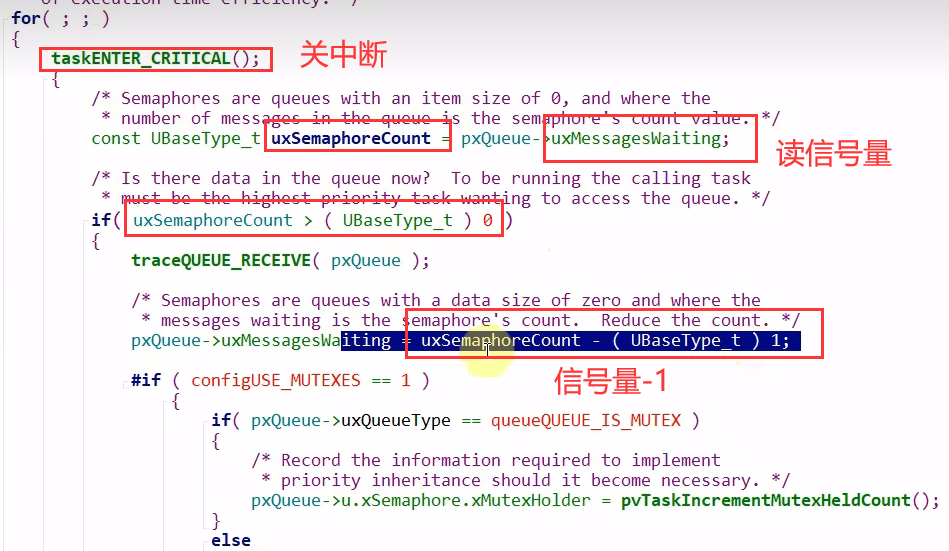 of execution time efficiency. */
for( ; ; )
{
taskENTER_CRITICAL(); 关中断
{
/* Semaphores are queues with an item size of 0, and where the
* number of messages in the queue is the semaphore's count value. */
const UBaseType_t uxSemaphoreCount = pxQueue->uxMessagesWaiting; 读信号量
/* Is there data in the queue now?  To be running the calling task
* must be the highest priority task wanting to access the queue. */
if( uxSemaphoreCount > ( UBaseType_t ) 0 )
{
traceQUEUE_RECEIVE( pxQueue );
/* Semaphores are queues with a data size of zero and where the
* messages waiting is the semaphore's count.  Reduce the count. */
pxQueue->uxMessagesWaiting = uxSemaphoreCount - ( UBaseType_t ) 1;
信号量-1
#if ( configUSE_MUTEXES == 1 )
{
if( pxQueue->uxQueueType == queueQUEUE_IS_MUTEX )
{
/* Record the information required to implement
* priority inheritance should it become necessary. */
pxQueue->u.xSemaphore.xMutexHolder = pvTaskIncrementMutexHeldCount();
}
else